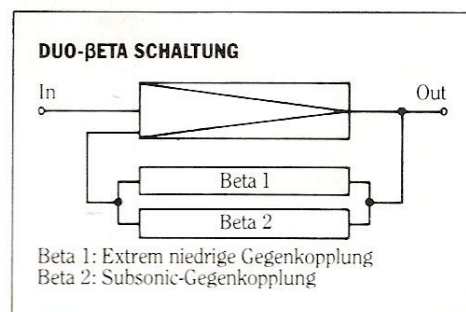 DUO-βETA SCHALTUNG
In
Out
Beta 1
Beta 2
Beta 1: Extrem niedrige Gegenkopplung
Beta 2: Subsonic-Gegenkopplung